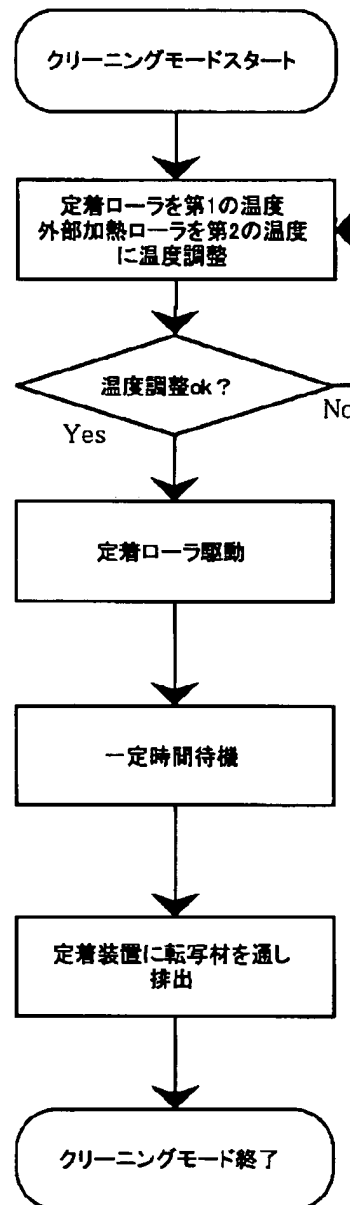 クリーニングモードスタート
定着ローラを第1の温度
外部加熱ローラを第2の温度
に温度調整
温度調整ok？
No
Yes
定着ローラ駆動
一定時間待機
定着装置に転写材を通し
排出
クリーニングモード終了